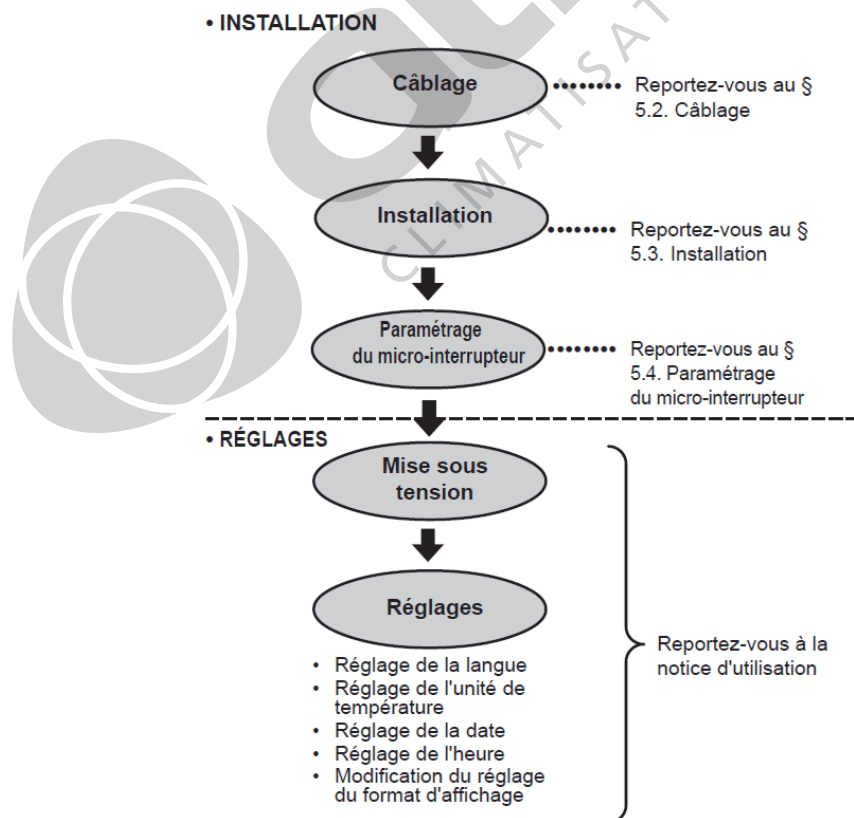 • INSTALLATION
Câblage
Reportez-vous au §
5.2. Câblage
Installation
Reportez-vous au §
5.3. Installation
Paramétrage
du micro-interrupteur
Reportez-vous au §
5.4. Paramétrage
du micro-interrupteur
• RÉGLAGES
Mise sous
tension
Réglages
Reportez-vous à la
notice d'utilisation
• Réglage de la langue
• Réglage de l'unité de
température
• Réglage de la date
• Réglage de l'heure
• Modification du réglage
du format d'affichage